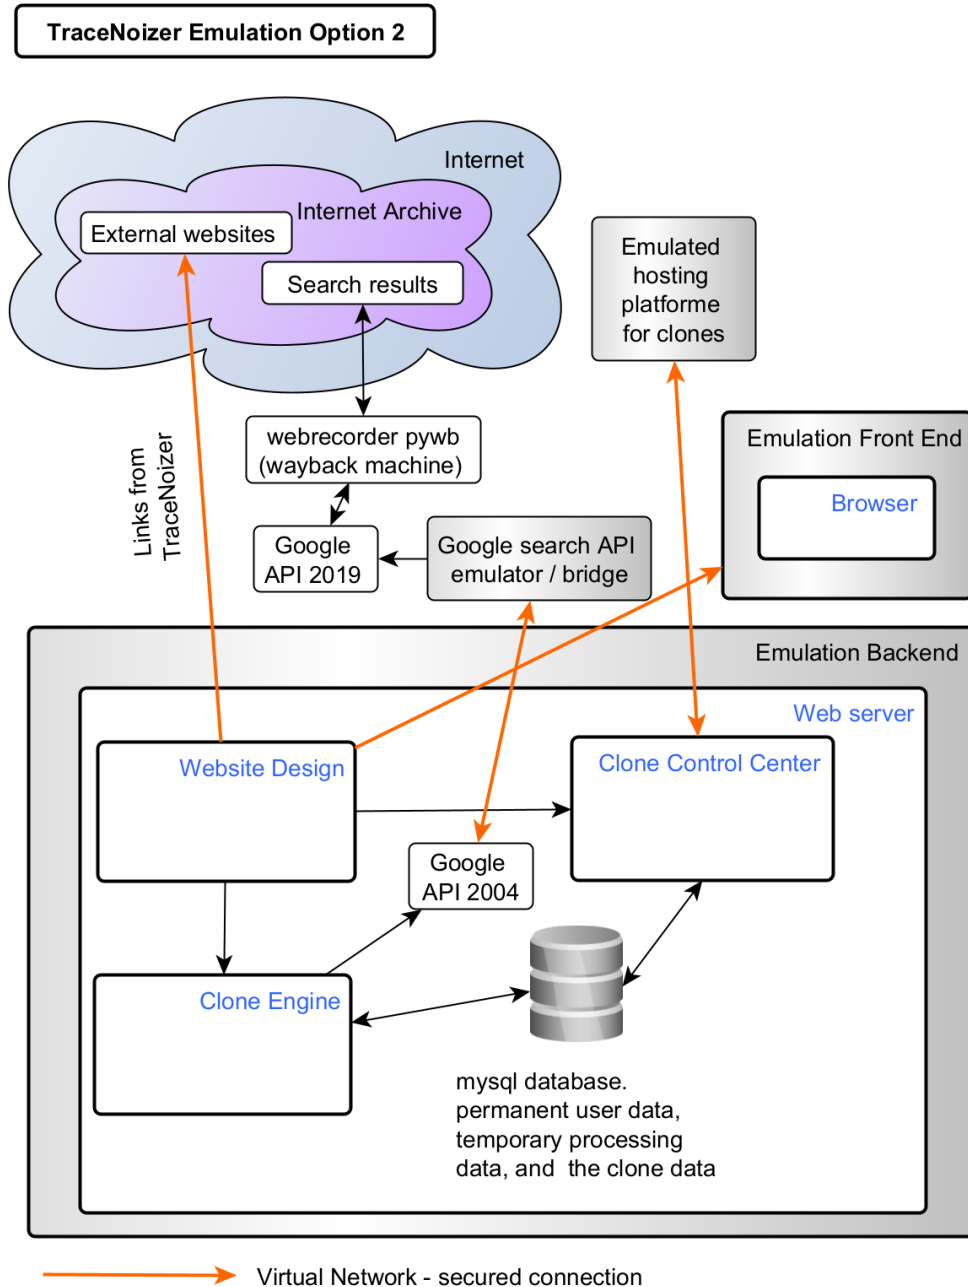 TraceNoizer Emulation Option 2
Internet
Internet Archive
External websites
Search results
Emulated
hosting
platforme
for clones
webrecorder pywb
(wayback machine)
Links from
TraceNoizer
Google
API 2019
Google search API
emulator / bridge
Emulation Front End
Browser
Emulation Backend
Web server
Website Design
Clone Control Center
Google
API 2004
Clone Engine
mysql database.
permanent user data,
temporary processing
data, and  the clone data
Virtual Network - secured connection